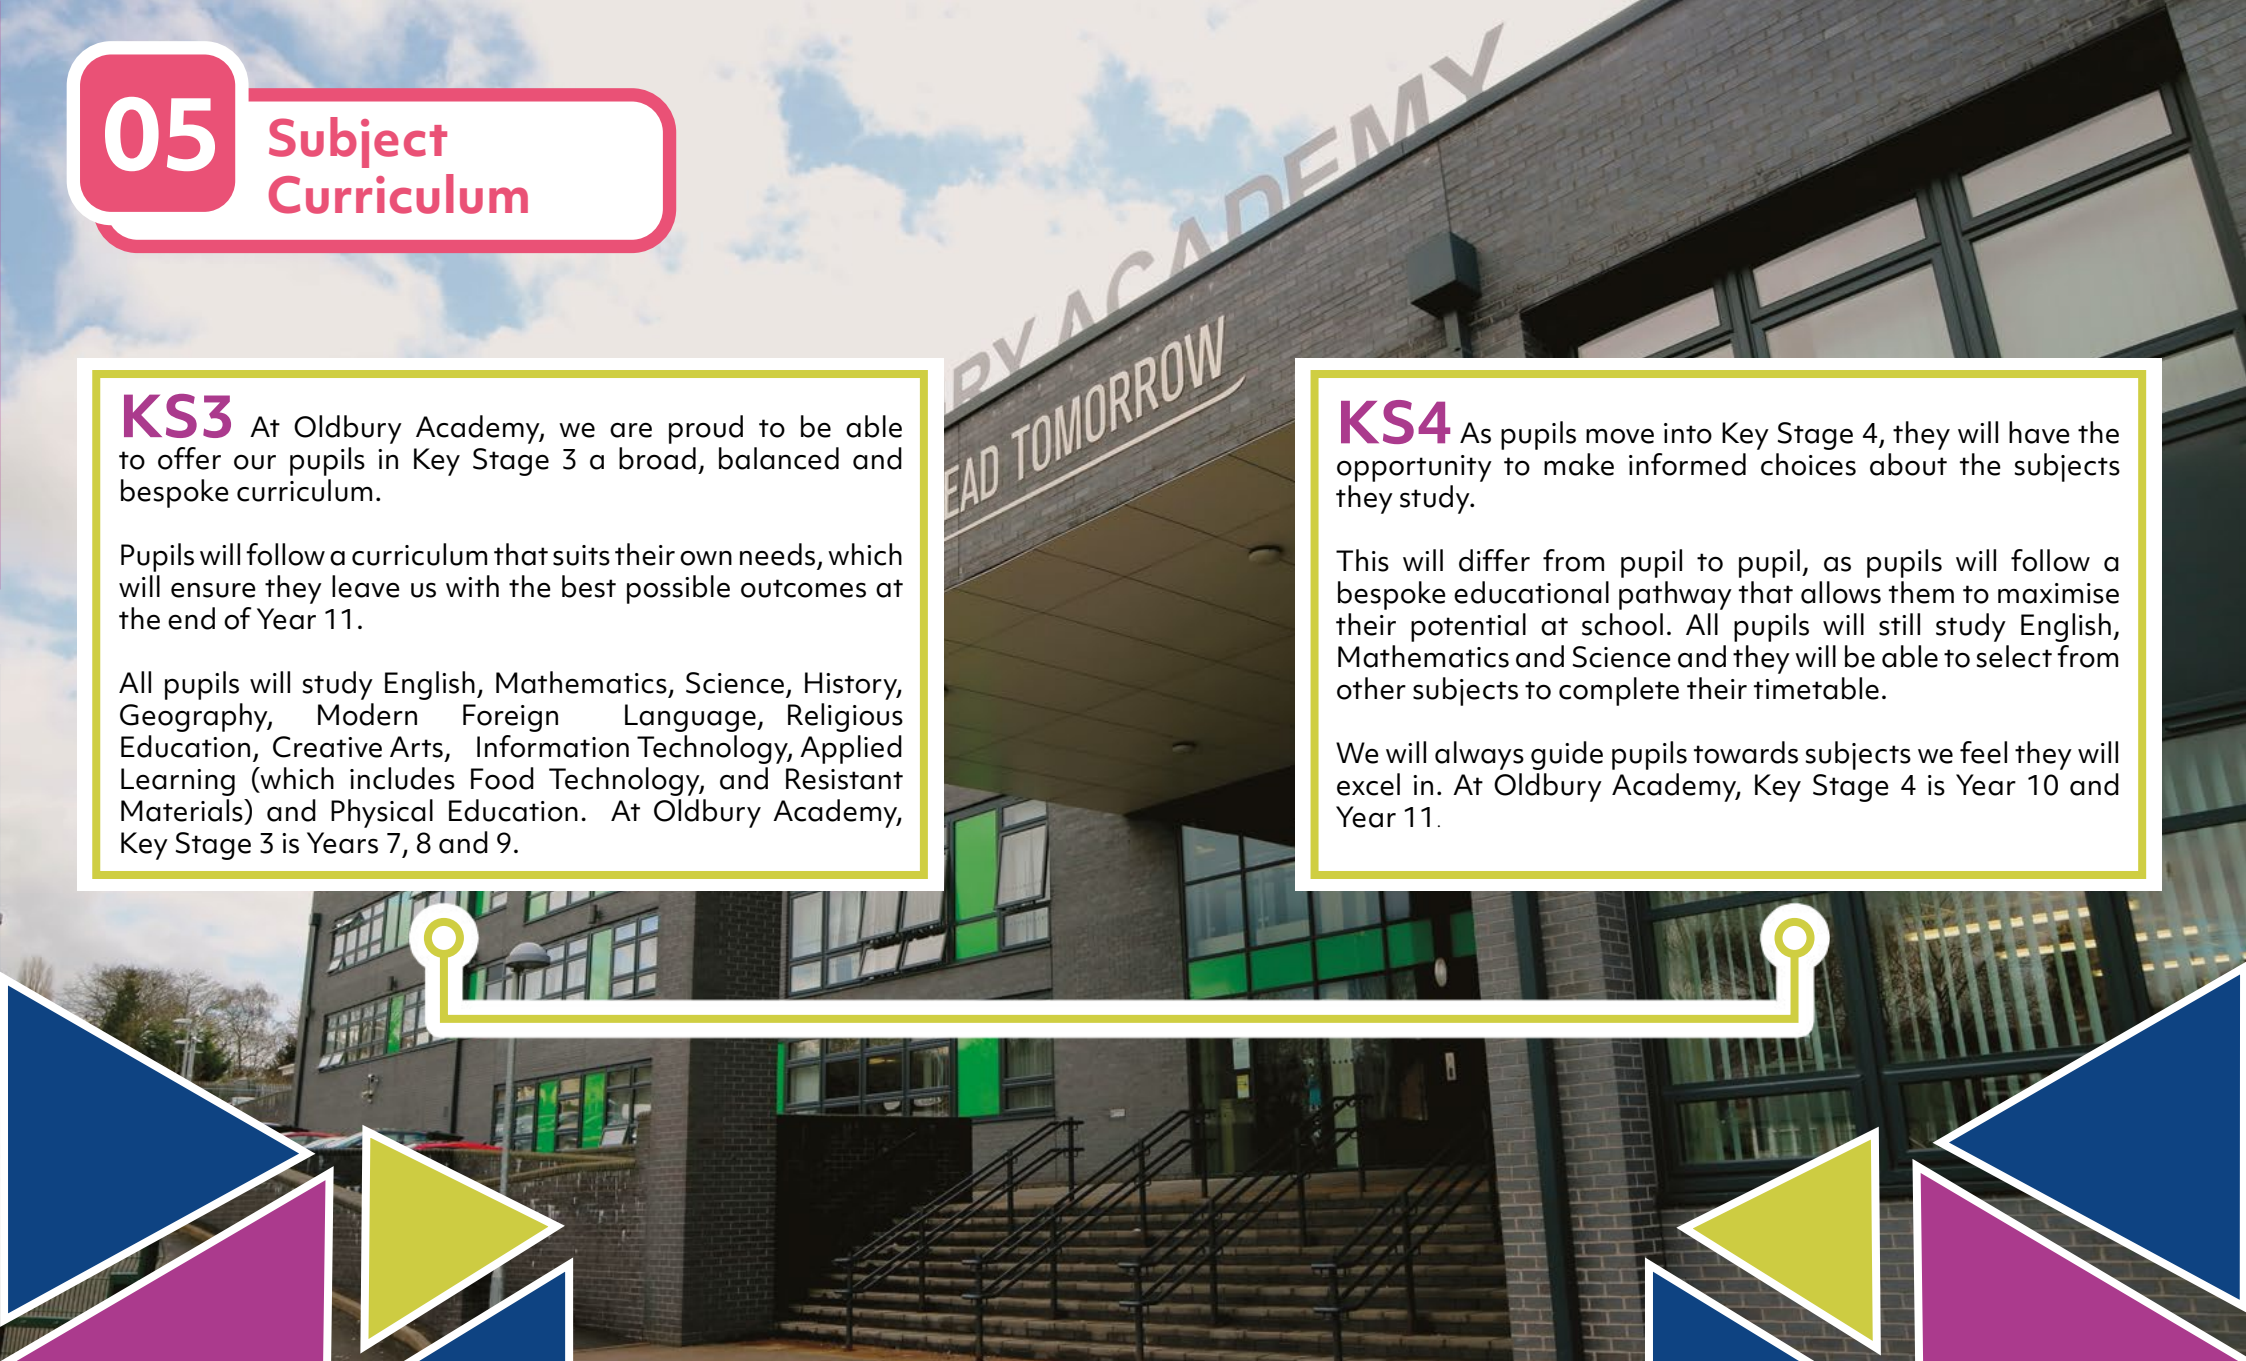 05
Subject
Curriculum
ACADEMY
TOMORROW
KS3 At Oldbury Academy, we are proud to be able
to offer our pupils in Key Stage 3 a broad, balanced and
bespoke curriculum.
Pupils will follow a curriculum that suits their own needs, which
will ensure they leave us with the best possible outcomes at
the end of Year 11.
All pupils will study English, Mathematics, Science, History,
Geography, Modern Foreign Language, Religious
Education, Creative Arts, Information Technology, Applied
Learning (which includes Food Technology, and Resistant
Materials) and Physical Education. At Oldbury Academy,
Key Stage 3 is Years 7, 8 and 9.
KS4 As pupils move into Key Stage 4, they will have the
opportunity to make informed choices about the subjects
they study.
This will differ from pupil to pupil, as pupils will follow a
bespoke educational pathway that allows them to maximise
their potential at school. All pupils will still study English,
Mathematics and Science and they will be able to select from
other subjects to complete their timetable.
We will always guide pupils towards subjects we feel they will
excel in. At Oldbury Academy, Key Stage 4 is Year 10 and
Year 11.